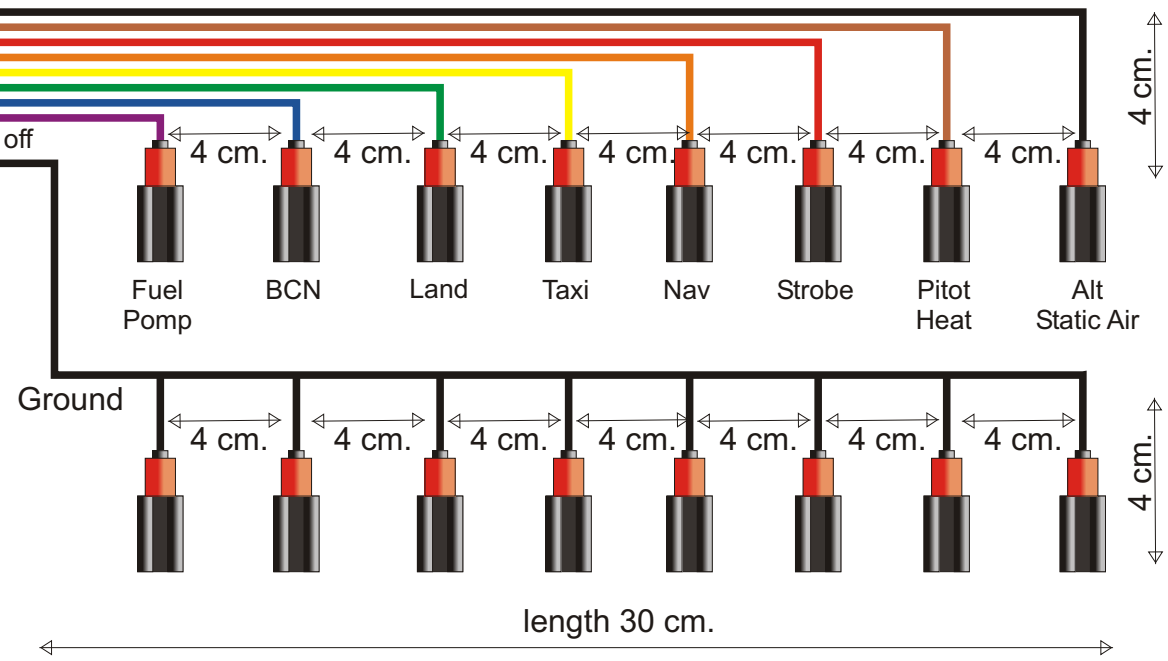 4 cm.
off
4 cm. 4 cm. 4 cm. 4 cm. 4 cm. 4 cm. 4 cm.
Fuel Pomp
BCN
Land
Taxi
Nav
Strobe
Pitot Heat
Alt Static Air
Ground
4 cm. 4 cm. 4 cm. 4 cm. 4 cm. 4 cm. 4 cm.
4 cm.
length 30 cm.